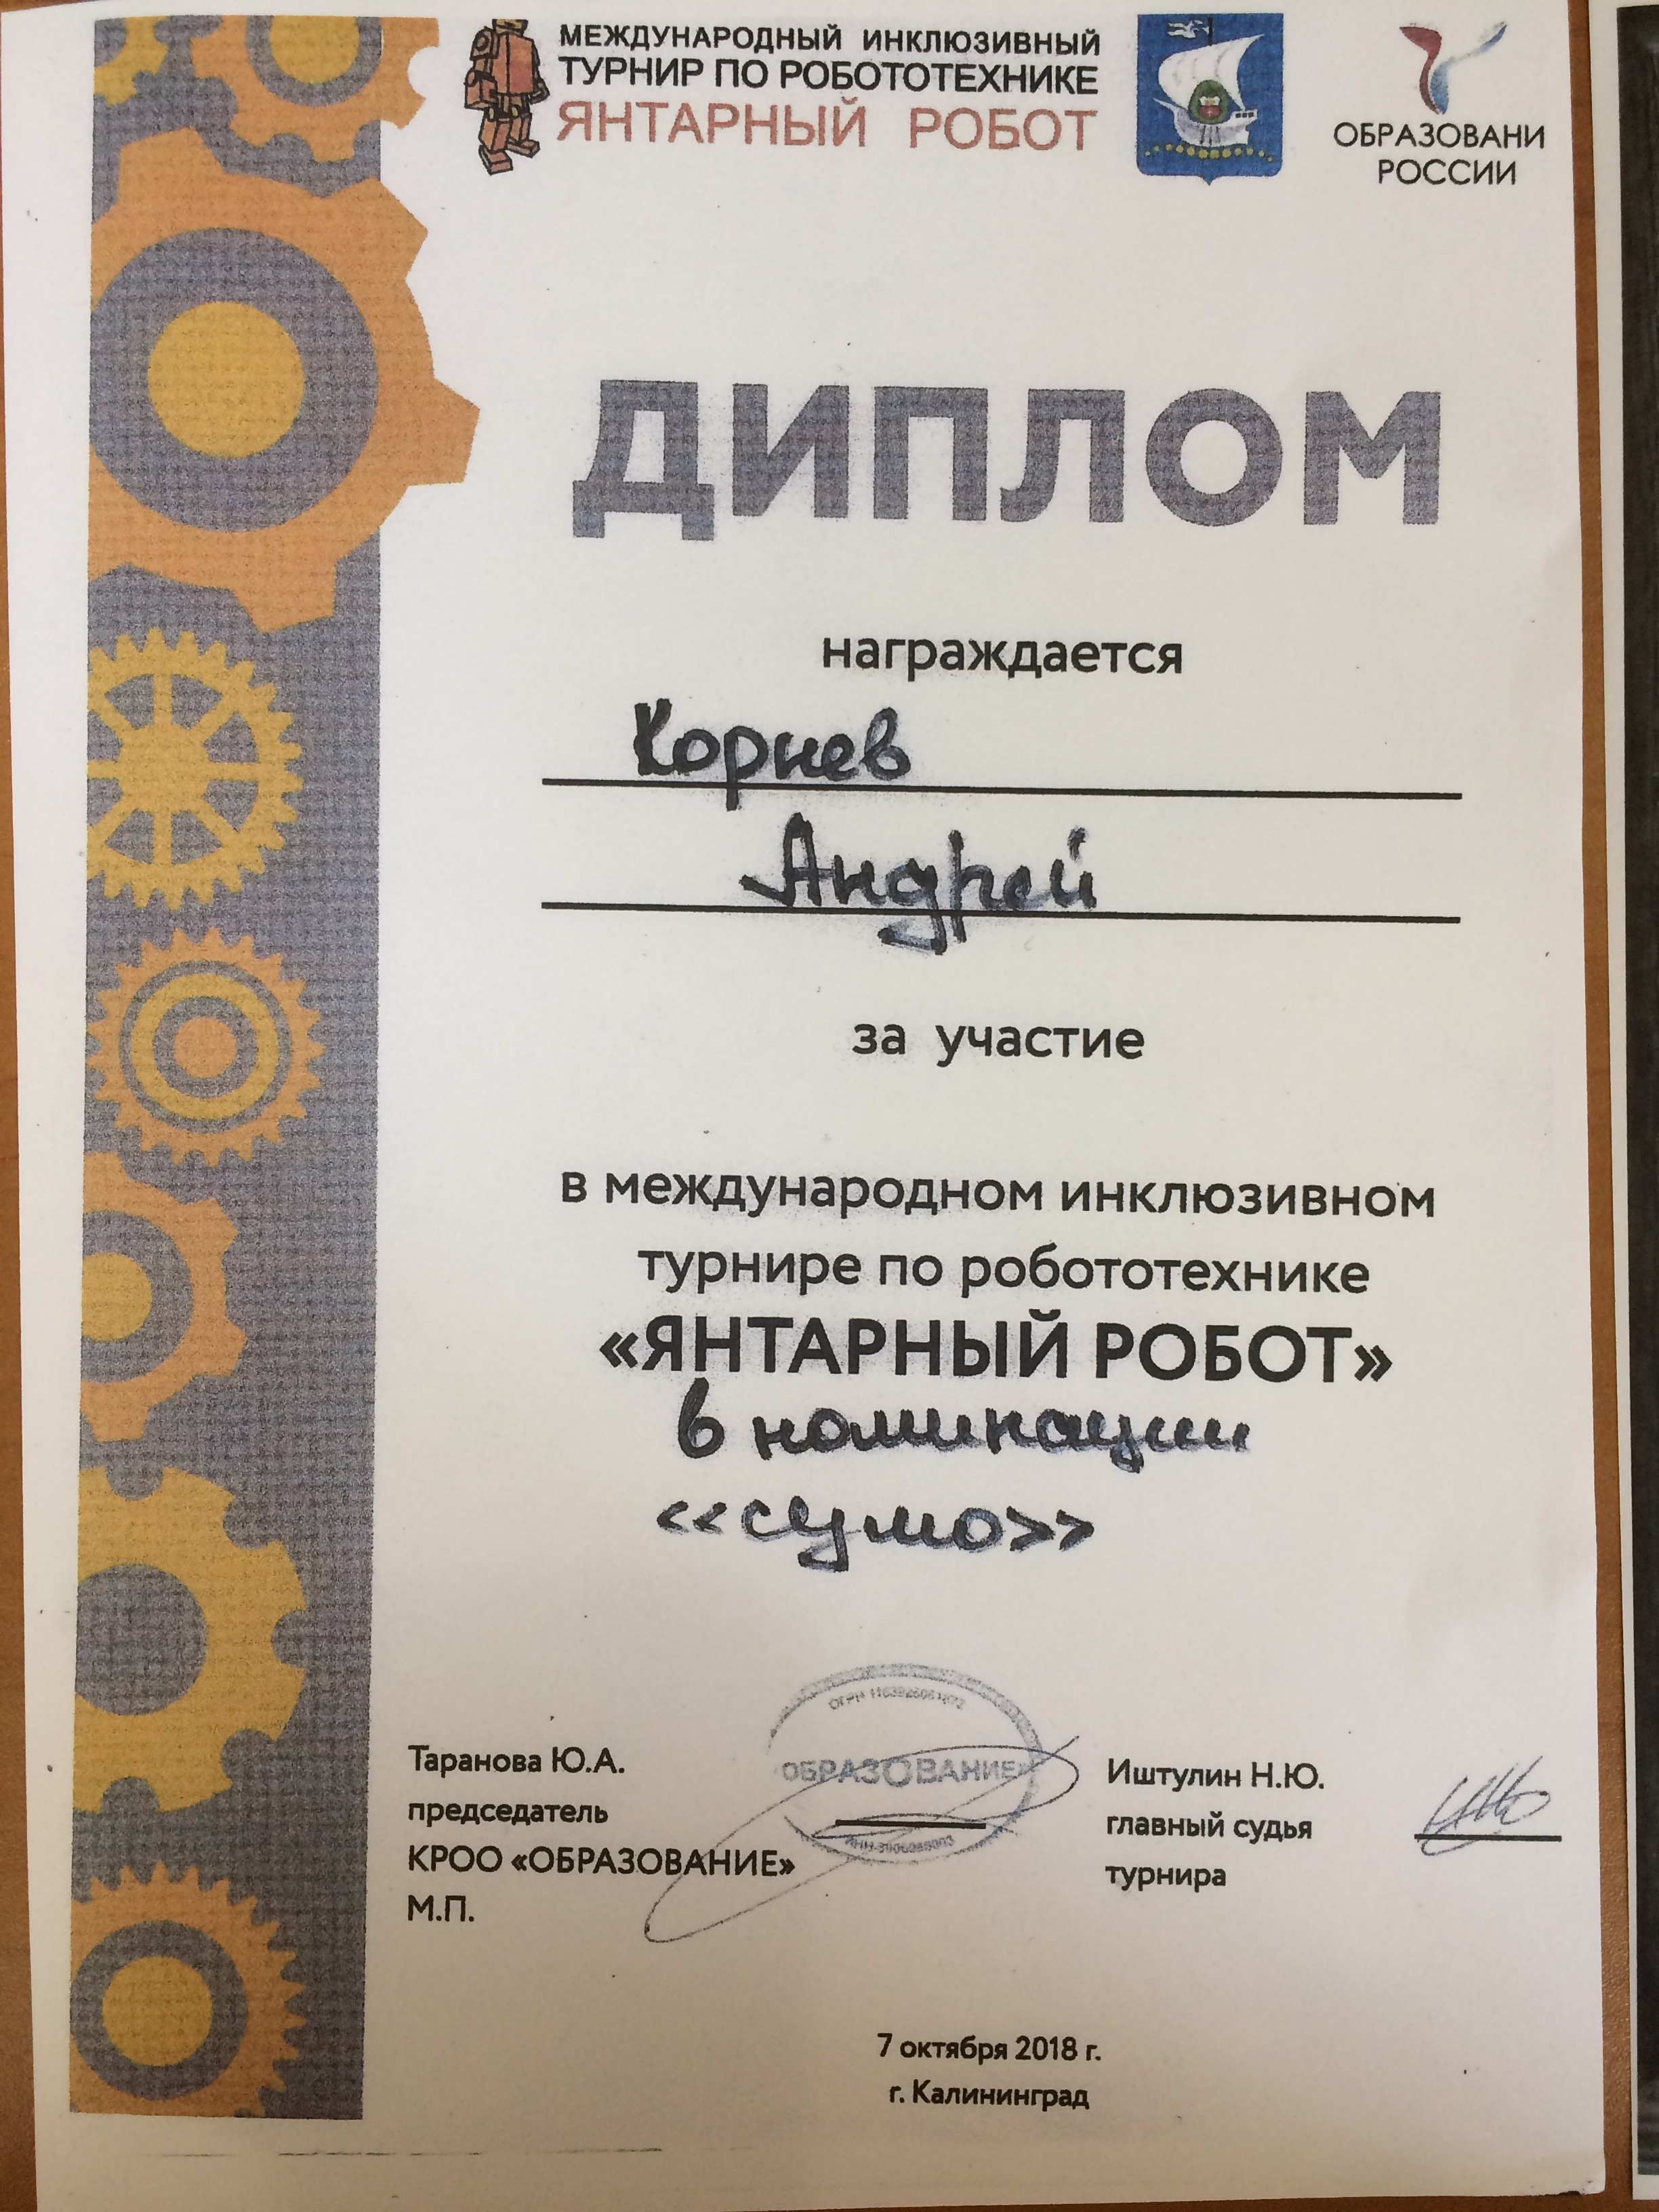 МЕЖДУНАРОДНЫЙ ИНКЛЮЗИВНЫЙ
ТУРНИР ПО РОБОТОТЕХНИКЕ
ЯНТАРНЫЙ РОБОТ
ОБРАЗОВАНИ
РОССИИ
ДИПЛОМ
награждается
Корнев
Андрей
за участие
в международном инклюзивном
турнире по робототехнике
«ЯНТАРНЫЙ РОБОТ»
в номинации
<<сумо>>
Таранова Ю.А.
председатель
КРОО «ОБРАЗОВАНИЕ»
М.П.
ОГРН
ОБРАЗОВАНИЕ»
Иштулин Н.Ю.
главный судья
турнира
7 октября 2018 г.
г. Калининград